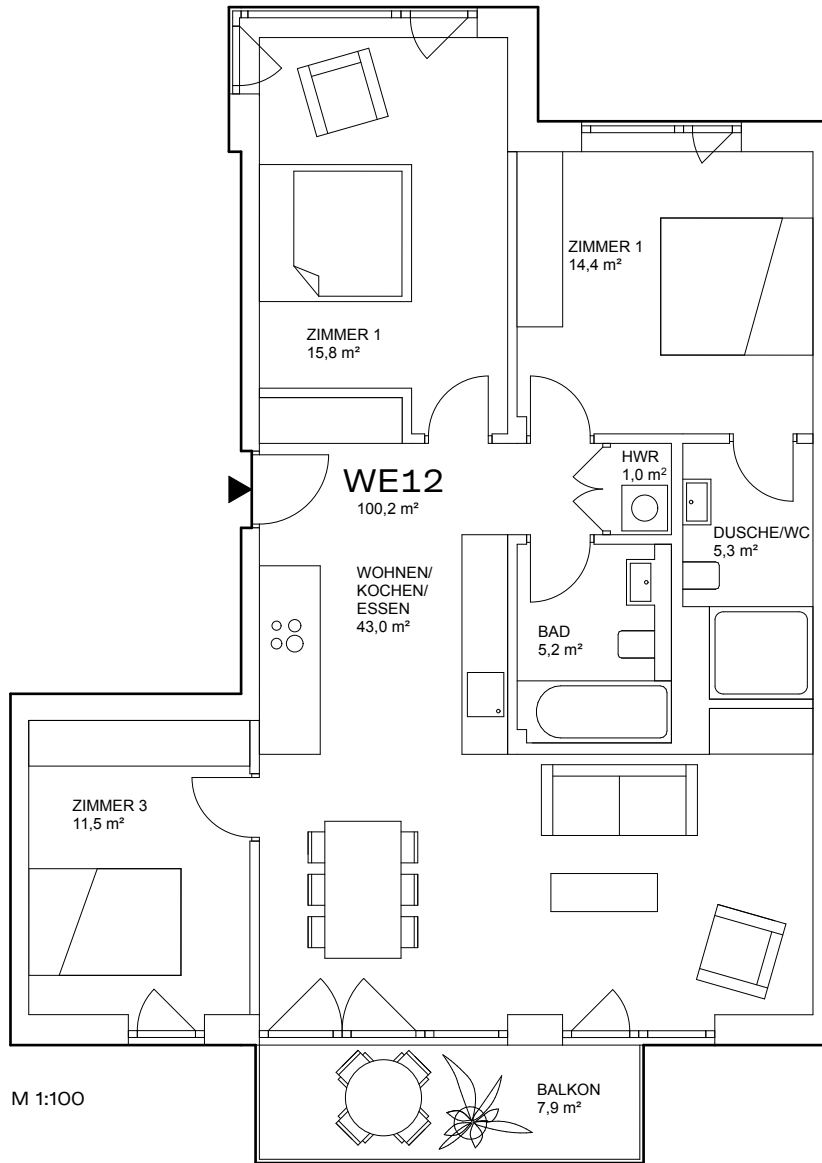 ZIMMER 1
14,4 m²
ZIMMER 1
15,8 m²
HWR
1,0 m²
WE12
100,2 m²
DUSCHE/WC
5,3 m²
WOHNEN/
KOCHEN/
ESSEN
43,0 m²
BAD
5,2 m²
ZIMMER 3
11,5 m²
BALKON
7,9 m²
M 1:100